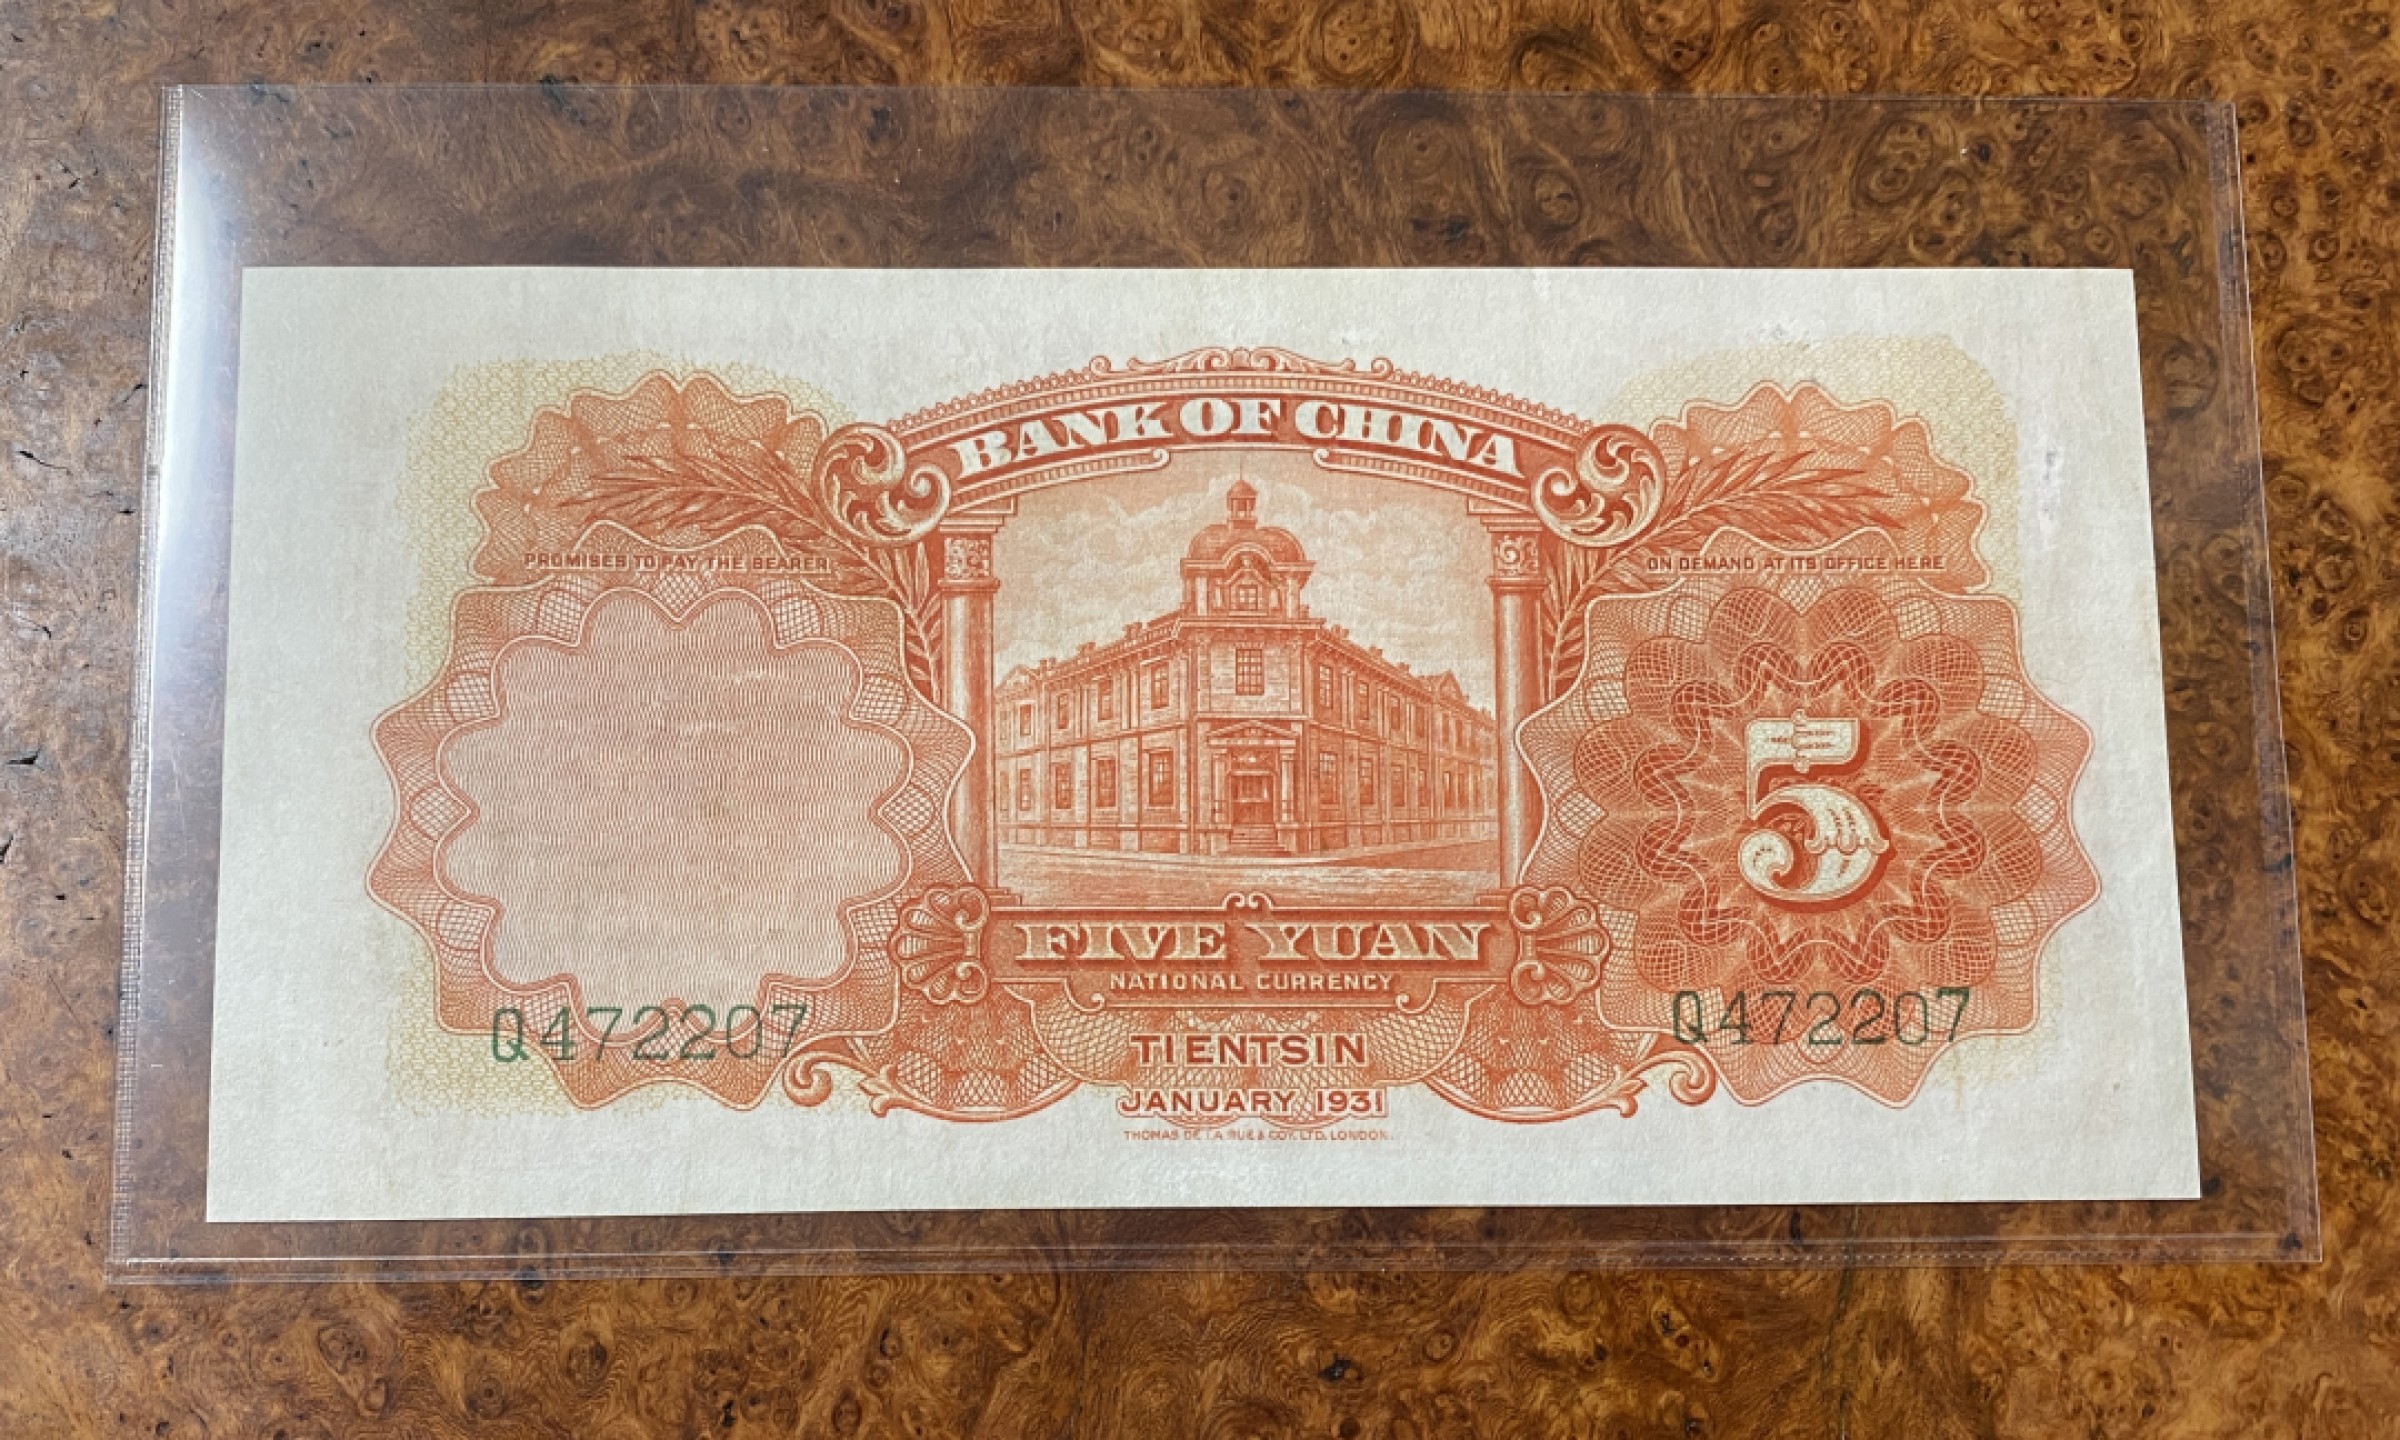 BANK OF CHINA
PROMISES TO PAY THE BEARER
ON DEMAND AT ITS OFFICE HERE
5
FIVE YUAN
NATIONAL CURRENCY
Q472207
Q472207
TIENTSIN
JANUARY 1931
THOMAS DE LA RUE & COY. LTD. LONDON.